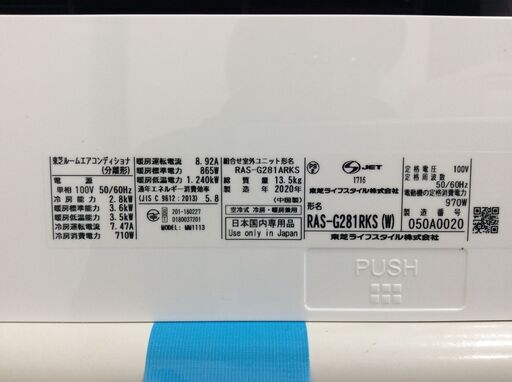 東芝ルームエアコンディショナ
(分離形)
電源
単相 100V 50/60Hz
冷房能力 2.8kW
暖房標準能力 3.6kW
暖房低温能力 3.5kW
冷房運転電流 7.47A
冷房消費電力 710W
暖房運転電流 8.92A
暖房標準電力 865W
暖房低温電力 1.240kW
通年エネルギー消費効率
(JIS C 9612:2013) 5.8
201-160227
D180037201
MODEL: MM1113
組合せ室外ユニット形名
RAS-G281ARKS
総質量 13.5kg
製造年 2020年
(中国製)
空冷式 冷房・暖房兼用
日本国内専用品
Use only in Japan
PS E
S-JET
1716
東芝ライフスタイル株式会社
形名
RAS-G281RKS(W)
東芝ライフスタイル株式会社
定格電圧 100V
定格周波数
50/60Hz
電動機の定格消費電力
970W
製造番号
050A0020
PUSH